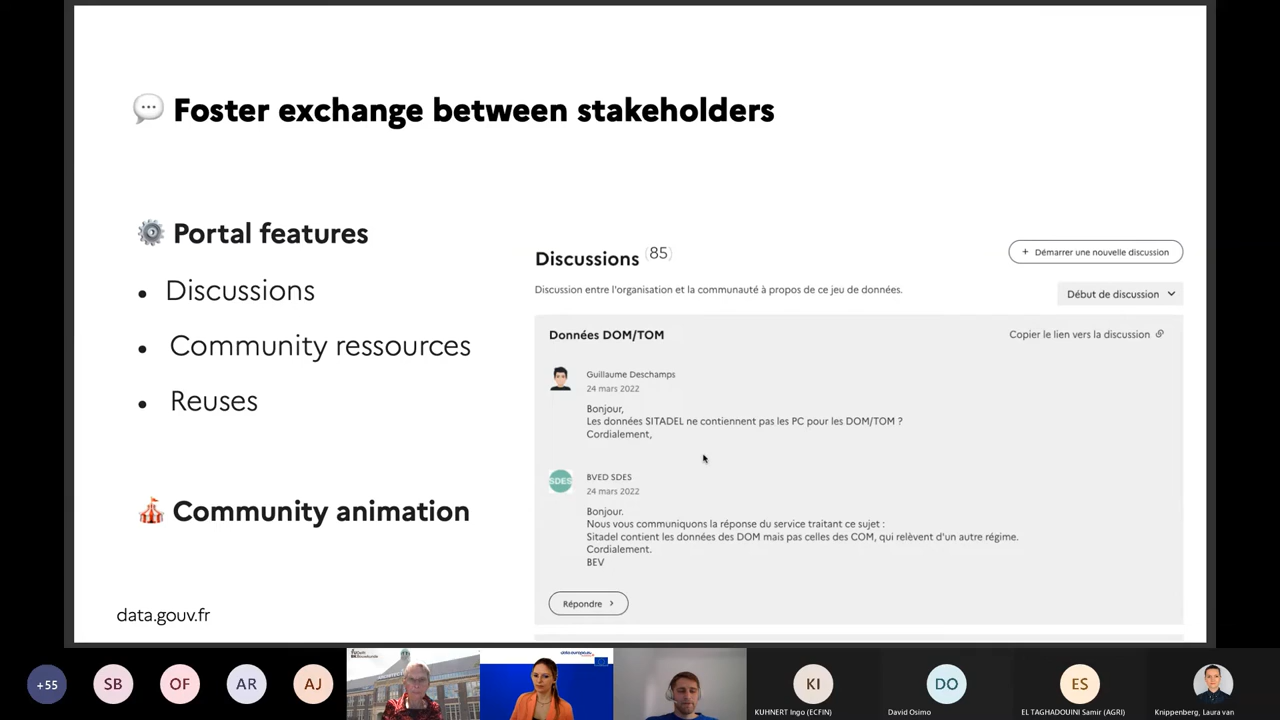 Foster exchange between stakeholders
Portal features
Discussions
Community ressources
Reuses
Community animation
data.gouv.fr
Discussions (85)
+ Démarrer une nouvelle discussion
Discussion entre l'organisation et la communauté à propos de ce jeu de données.
Début de discussion
Données DOM/TOM
Copier le lien vers la discussion
Guillaume Deschamps
24 mars 2022
Bonjour,
Les données SITADEL ne contiennent pas les PC pour les DOM/TOM ?
Cordialement,
SDES
BVED SDES
24 mars 2022
Bonjour.
Nous vous communiquons la réponse du service traitant ce sujet :
Sitadel contient les données des DOM mais pas celles des COM, qui relèvent d'un autre régime.
Cordialement.
BEV
Répondre
+55
SB
OF
AR
AJ
data.europa.eu
KI
KUHNERT Ingo (ECFIN)
DO
David Osimo
ES
EL TAGHADOUINI Samir (AGRI)
Knippenberg, Laura van